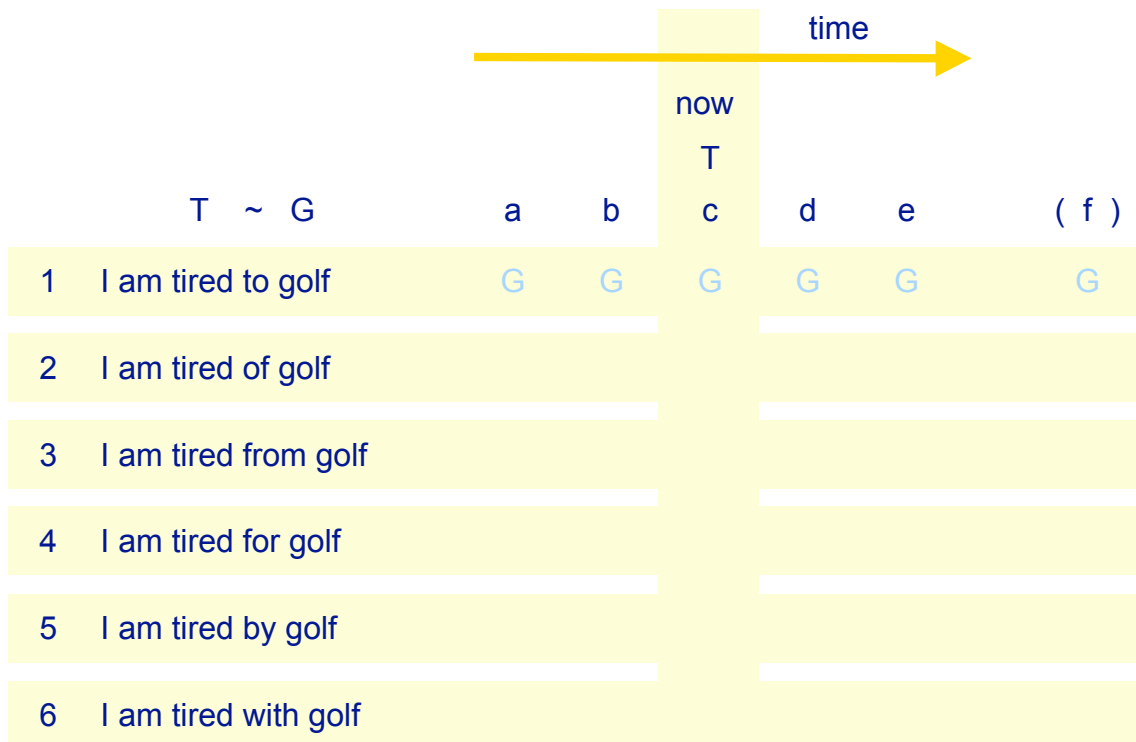 time
now
T
T ~ G a b c d e ( f )
1 I am tired to golf G G G G G G
2 I am tired of golf
3 I am tired from golf
4 I am tired for golf
5 I am tired by golf
6 I am tired with golf